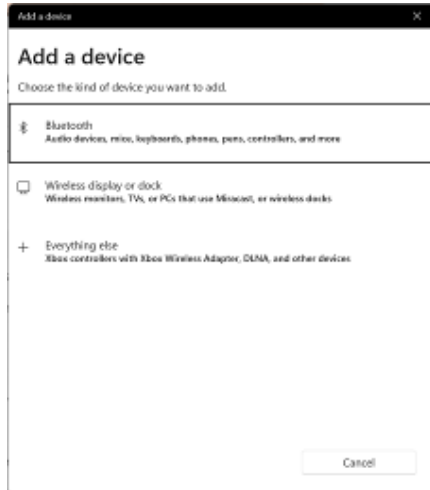 Add a device
Add a device
Choose the kind of device you want to add.
Bluetooth
Audio devices, mice, keyboards, phones, pens, controllers, and more
Wireless display or dock
Wireless monitors, TVs, or PCs that use Miracast, or wireless docks
Everything else
Xbox controllers with Xbox Wireless Adapter, DLNA, and other devices
Cancel